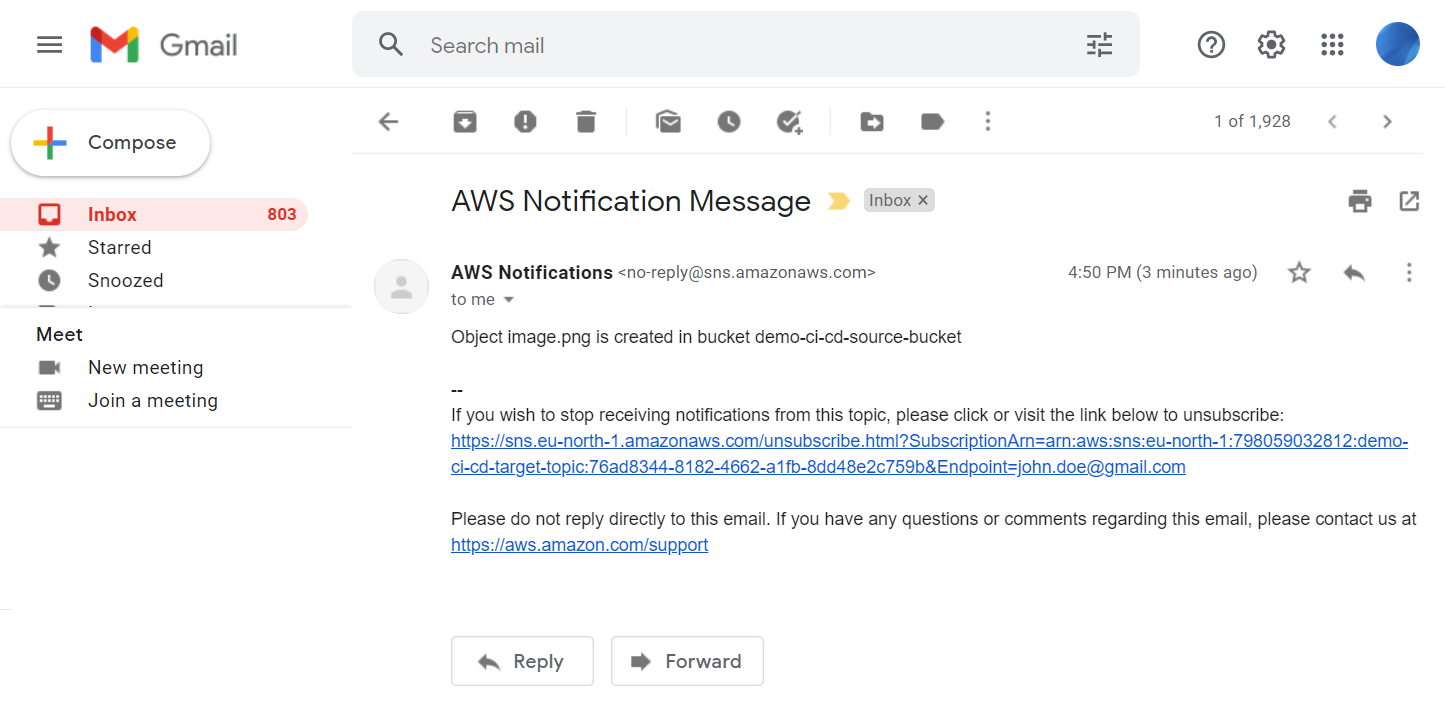 Gmail
Search mail
Compose
1 of 1,928
Inbox 803
Starred
Snoozed
Meet
New meeting
Join a meeting
AWS Notification Message Inbox ×
AWS Notifications <no-reply@sns.amazonaws.com> 4:50 PM (3 minutes ago)
to me
Object image.png is created in bucket demo-ci-cd-source-bucket
--
If you wish to stop receiving notifications from this topic, please click or visit the link below to unsubscribe:
https://sns.eu-north-1.amazonaws.com/unsubscribe.html?SubscriptionArn=arn:aws:sns:eu-north-1:798059032812:demo-
ci-cd-target-topic:76ad8344-8182-4662-a1fb-8dd48e2c759b&Endpoint=john.doe@gmail.com
Please do not reply directly to this email. If you have any questions or comments regarding this email, please contact us at
https://aws.amazon.com/support
Reply
Forward